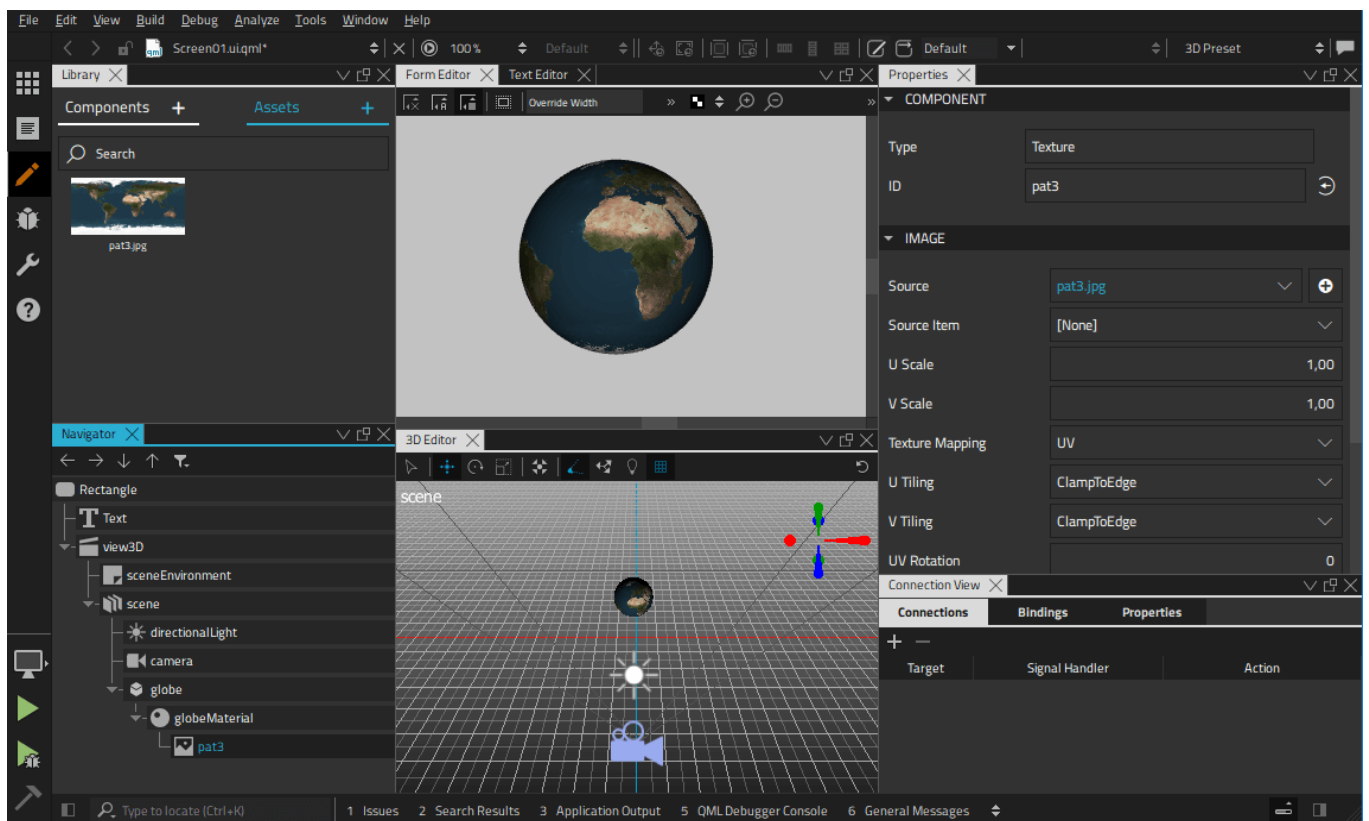 File Edit View Build Debug Analyze Tools Window Help
Screen01.ui.qml* 100% Default Default 3D Preset
Library
Components + Assets +
Search
pat3.jpg
Form Editor Text Editor
Override Width
Navigator
Rectangle
Text
view3D
sceneEnvironment
scene
directionalLight
camera
globe
globeMaterial
pat3
3D Editor
scene
Properties
COMPONENT
Type Texture
ID pat3
IMAGE
Source pat3.jpg
Source Item [None]
U Scale 1,00
V Scale 1,00
Texture Mapping UV
U Tiling ClampToEdge
V Tiling ClampToEdge
UV Rotation 0
Connection View
Connections Bindings Properties
Target Signal Handler Action
Type to locate (Ctrl+K) 1 Issues 2 Search Results 3 Application Output 5 QML Debugger Console 6 General Messages